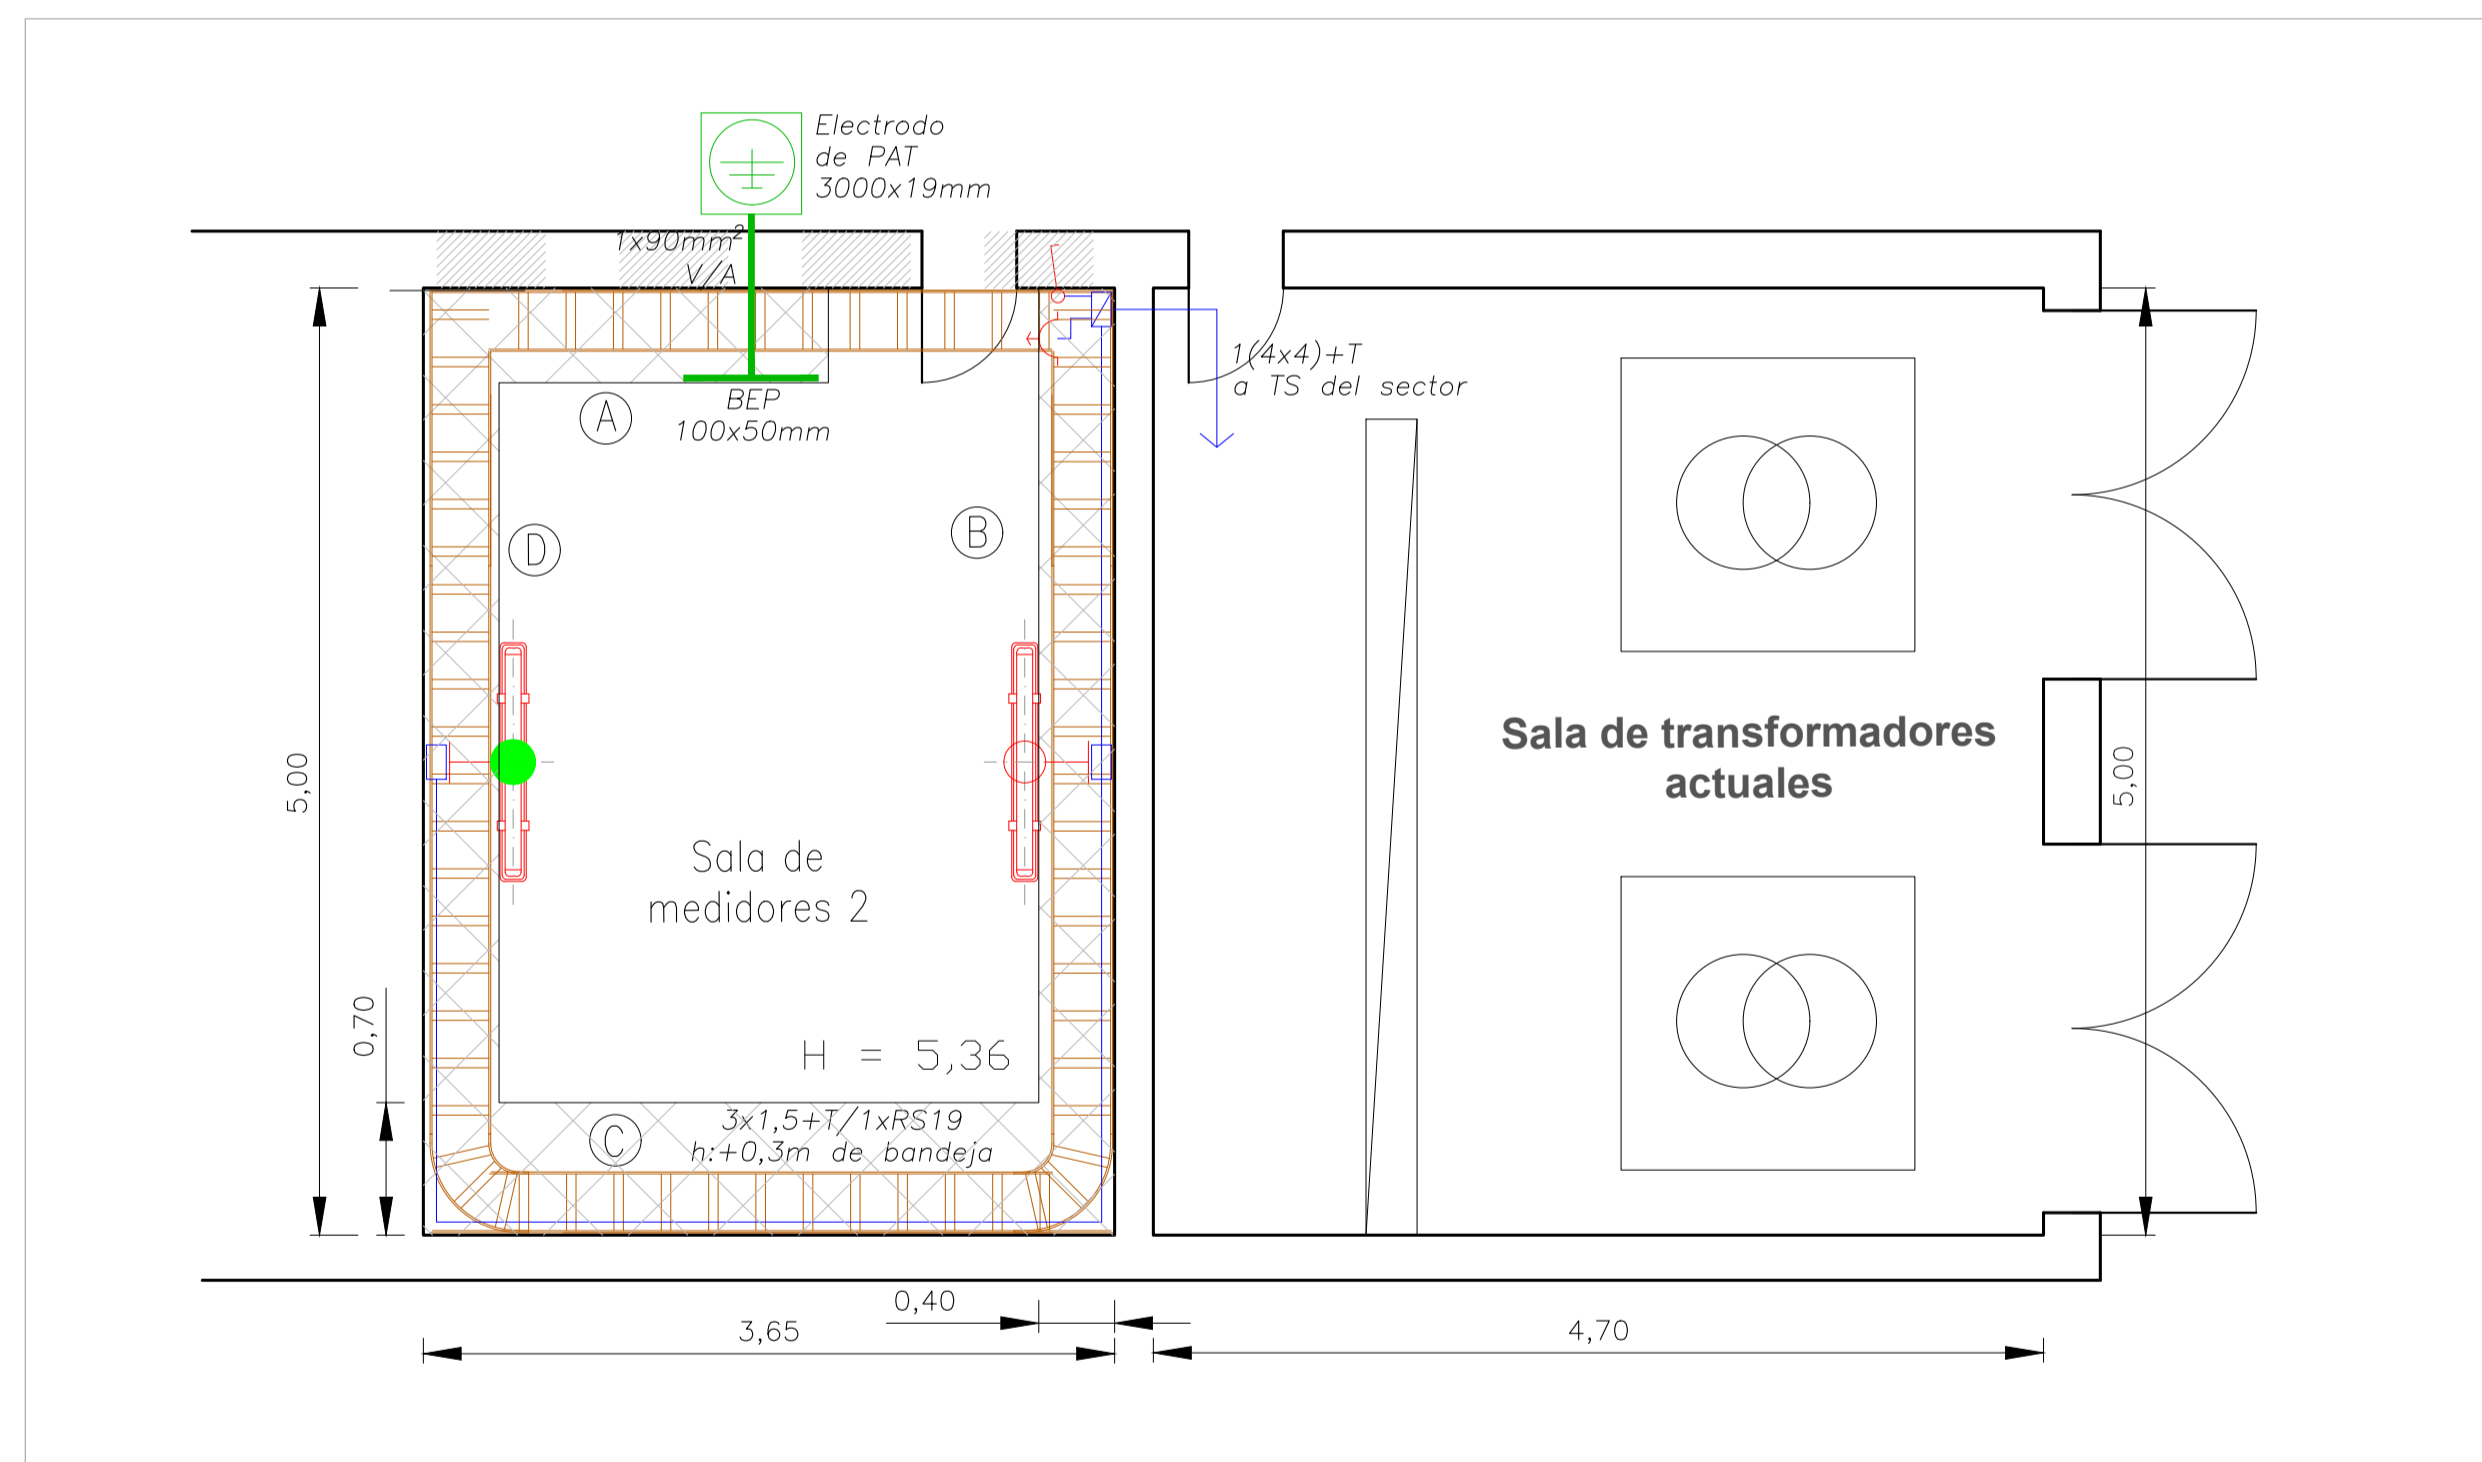 Electrodo
de PAT
3000x19mm
1x90mm²
V/A
BEP
100x50mm
A
D
B
1(4x4)+T
a TS del sector
Sala de transformadores
actuales
5,00
5,00
Sala de
medidores 2
0,70
H = 5,36
C
3x1,5+T/1xRS19
h:+0,3m de bandeja
0,40
3,65
4,70